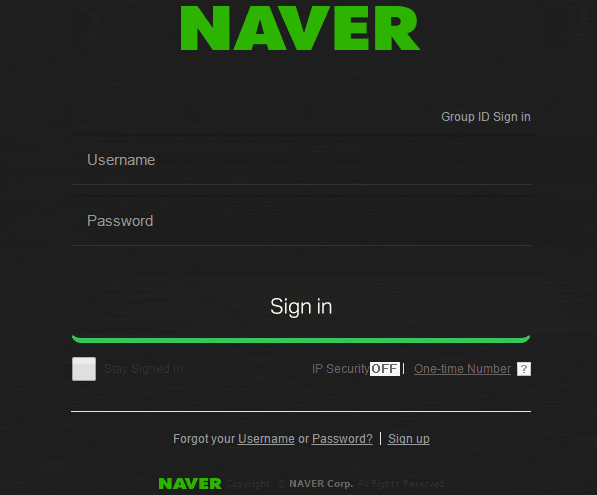 NAVER
Group ID Sign in
Username
Password
Sign in
Stay Signed in IP Security OFF | One-time Number ?
Forgot your Username or Password? | Sign up
NAVER Copyright © NAVER Corp. All Rights Reserved.